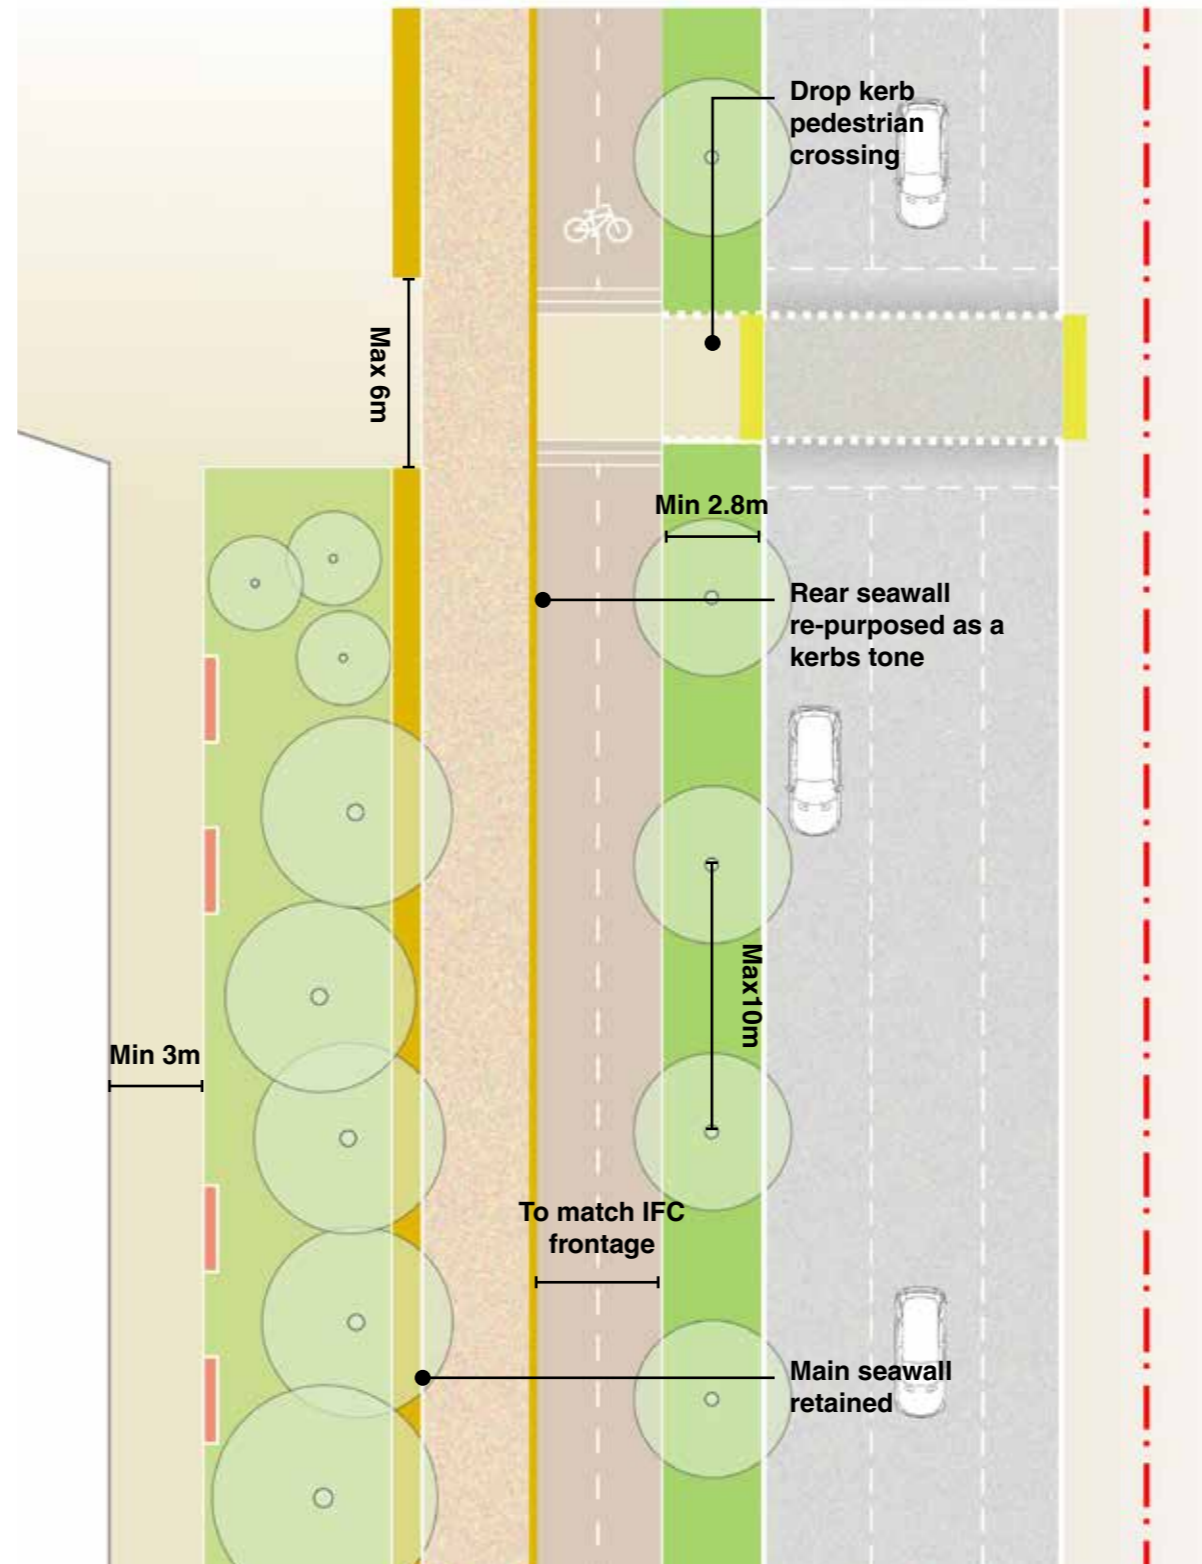 Drop kerb
pedestrian
crossing
Max 6m
Min 2.8m
Rear seawall
re-purposed as a
kerbs tone
Max10m
Min 3m
To match IFC
frontage
Main seawall
retained